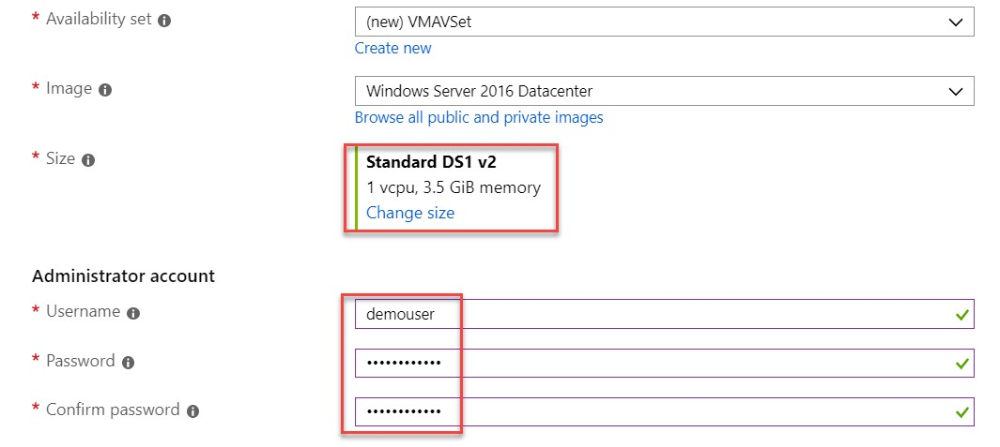 * Availability set (new) VMAVSet
Create new
* Image Windows Server 2016 Datacenter
Browse all public and private images
* Size Standard DS1 v2
1 vcpu, 3.5 GiB memory
Change size
Administrator account
* Username demouser
* Password ••••••••••••
* Confirm password ••••••••••••